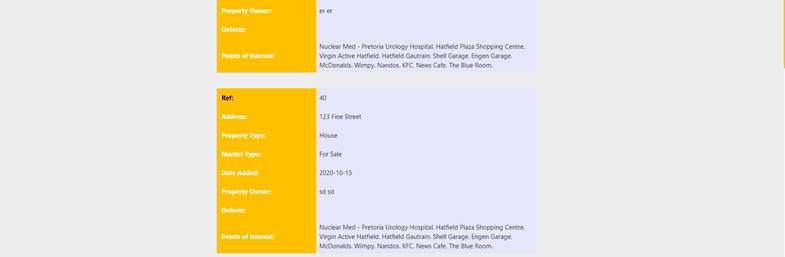 Property Owner: er er
Defects:
Points of Interest: Nuclear Med - Pretoria Urology Hospital. Hatfield Plaza Shopping Centre.
Virgin Active Hatfield. Hatfield Gautrain. Shell Garage. Engen Garage.
McDonalds. Wimpy. Nandos. KFC. News Cafe. The Blue Room.
Ref: 40
Address: 123 Fine Street
Property Type: House
Market Type: For Sale
Date Added: 2020-10-15
Property Owner: sd sd
Defects:
Points of Interest: Nuclear Med - Pretoria Urology Hospital. Hatfield Plaza Shopping Centre.
Virgin Active Hatfield. Hatfield Gautrain. Shell Garage. Engen Garage.
McDonalds. Wimpy. Nandos. KFC. News Cafe. The Blue Room.